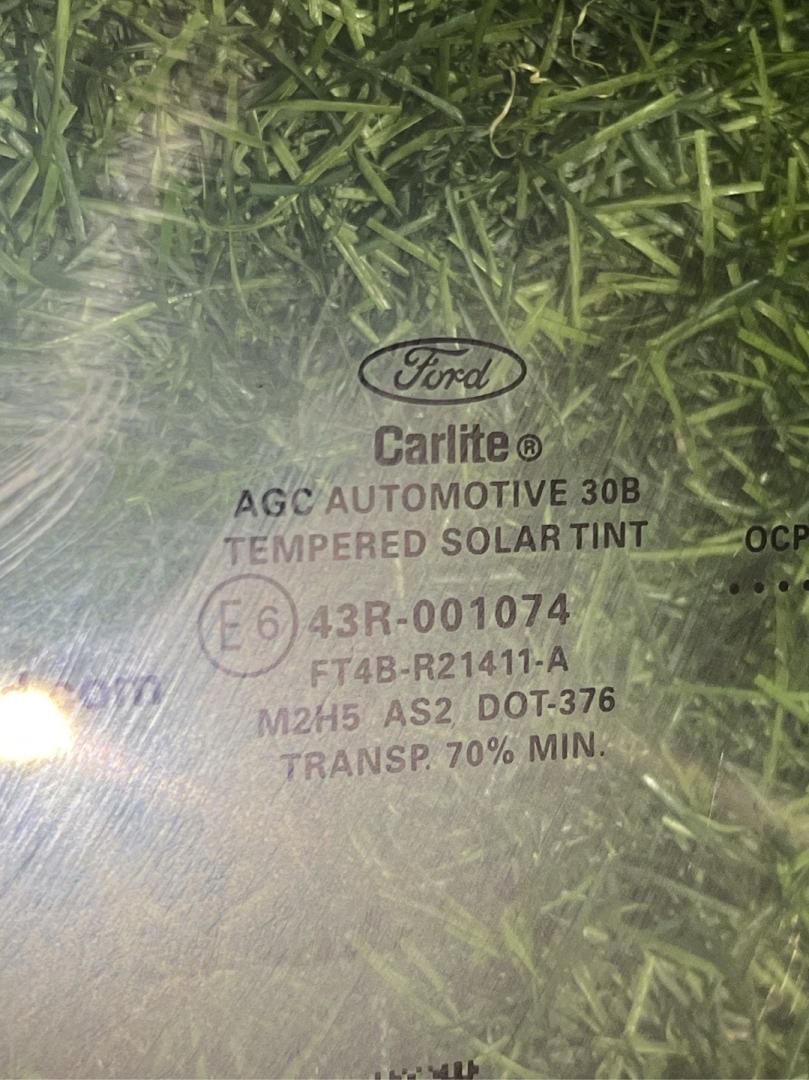 Ford
Carlite®
AGC AUTOMOTIVE 30B
TEMPERED SOLAR TINT
OCP
E6 43R-001074
FT4B-R21411-A
M2H5 AS2 DOT-376
TRANSP. 70% MIN.